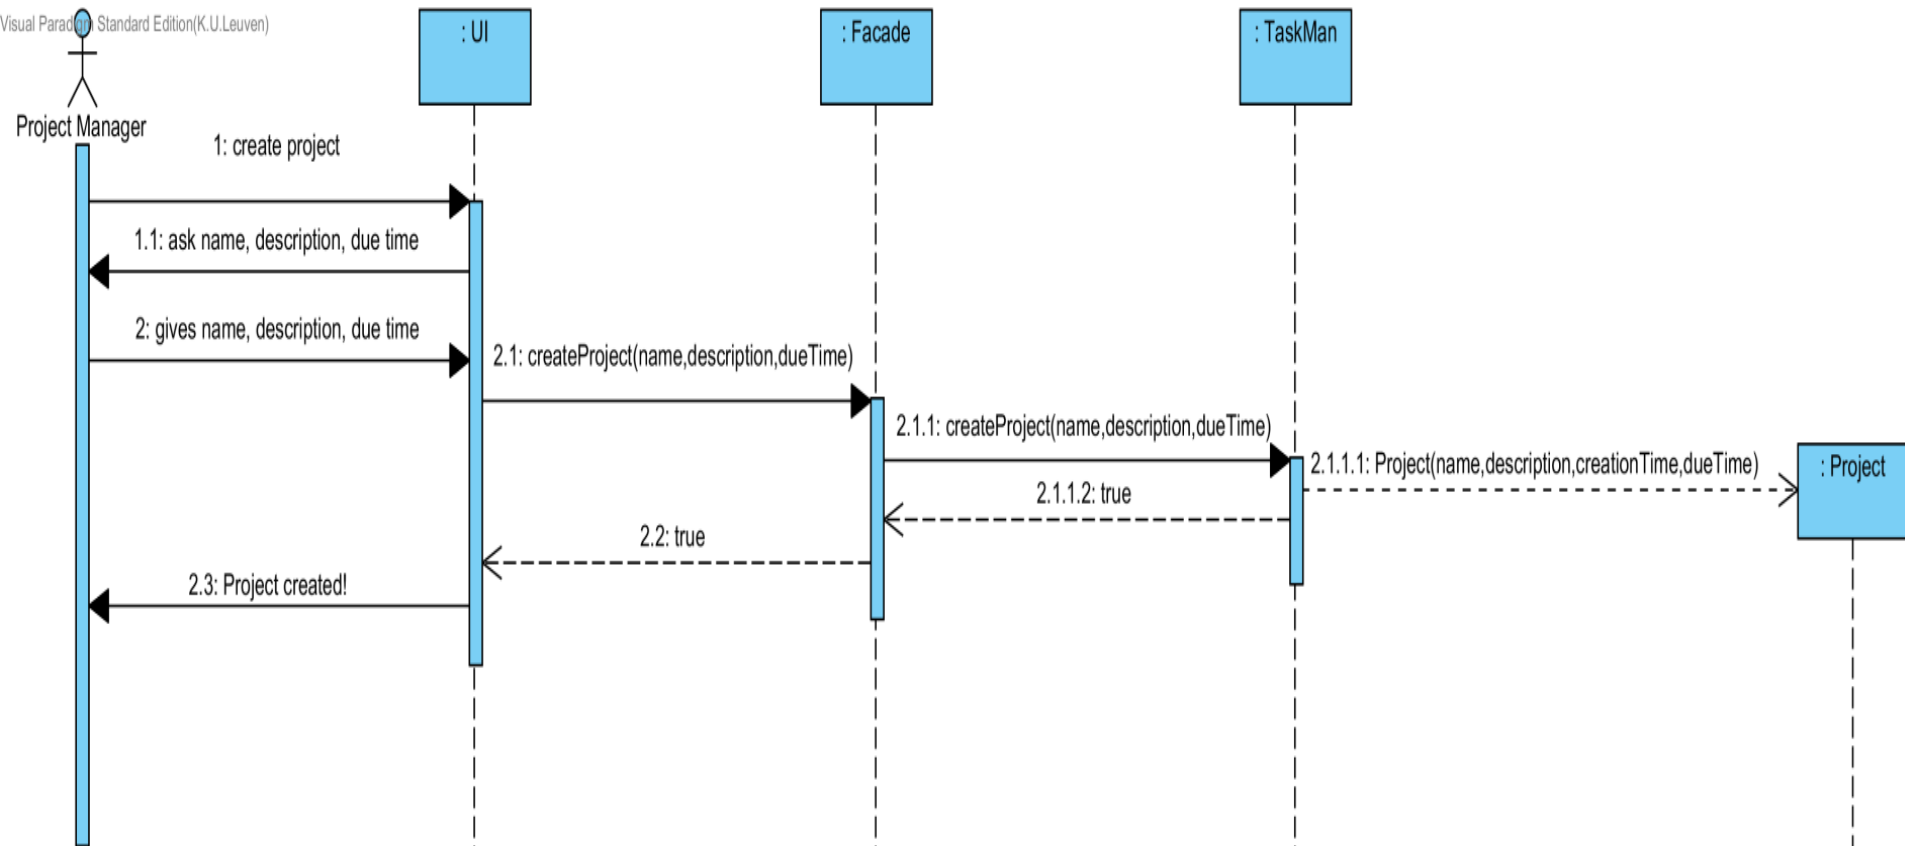 Visual Paradigm Standard Edition(K.U.Leuven)
: UI
: Facade
: TaskMan
Project Manager
1: create project
1.1: ask name, description, due time
2: gives name, description, due time
2.1: createProject(name,description,dueTime)
2.1.1: createProject(name,description,dueTime)
2.1.1.1: Project(name,description,creationTime,dueTime)
: Project
2.1.1.2: true
2.2: true
2.3: Project created!